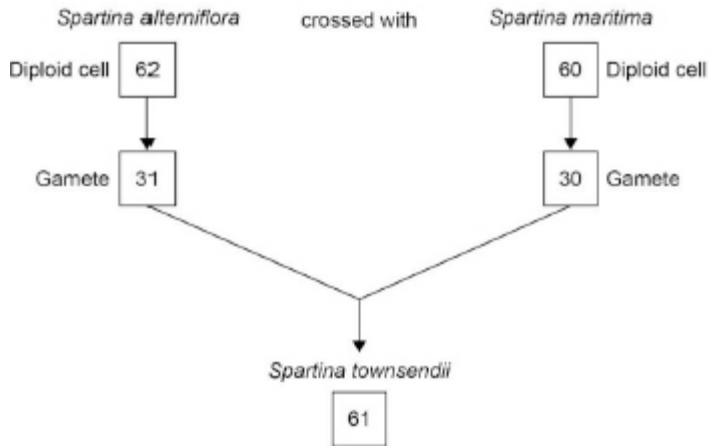 Spartina alterniflora crossed with Spartina maritima
Diploid cell 62 60 Diploid cell
Gamete 31 30 Gamete
Spartina townsendii
61